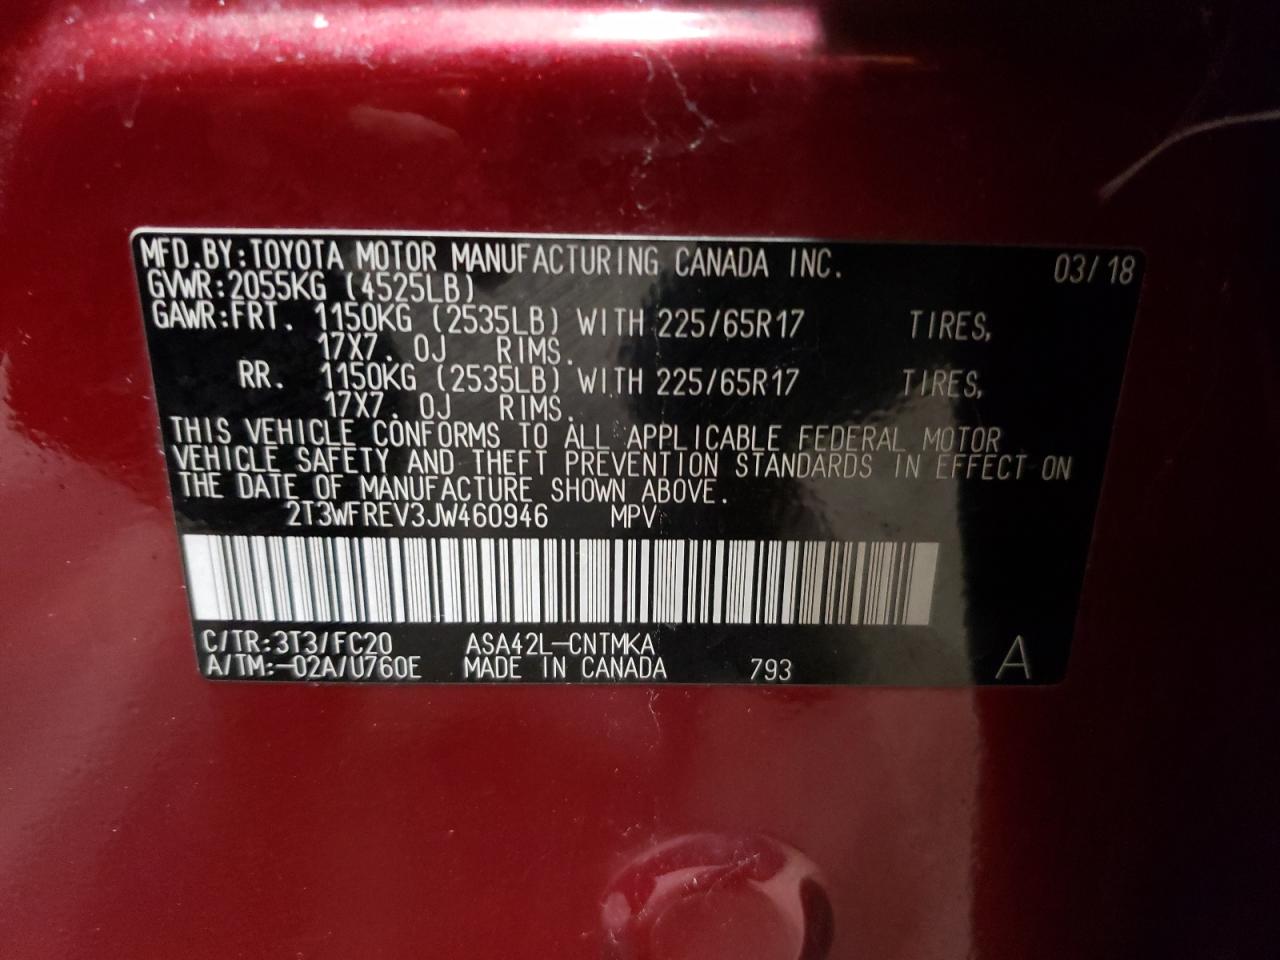 MFD.BY:TOYOTA MOTOR MANUFACTURING CANADA INC. 03/18
GVWR:2055KG (4525LB)
GAWR:FRT. 1150KG (2535LB) WITH 225/65R17 TIRES,
17X7.0J RIMS.
RR. 1150KG (2535LB) WITH 225/65R17 TIRES,
17X7.0J RIMS.
THIS VEHICLE CONFORMS TO ALL APPLICABLE FEDERAL MOTOR
VEHICLE SAFETY AND THEFT PREVENTION STANDARDS IN EFFECT ON
THE DATE OF MANUFACTURE SHOWN ABOVE.
2T3WFREV3JW460946 MPV
C/TR:3T3/FC20 ASA42L-CNTMKA
A/TM:-02A/U760E MADE IN CANADA 793 A